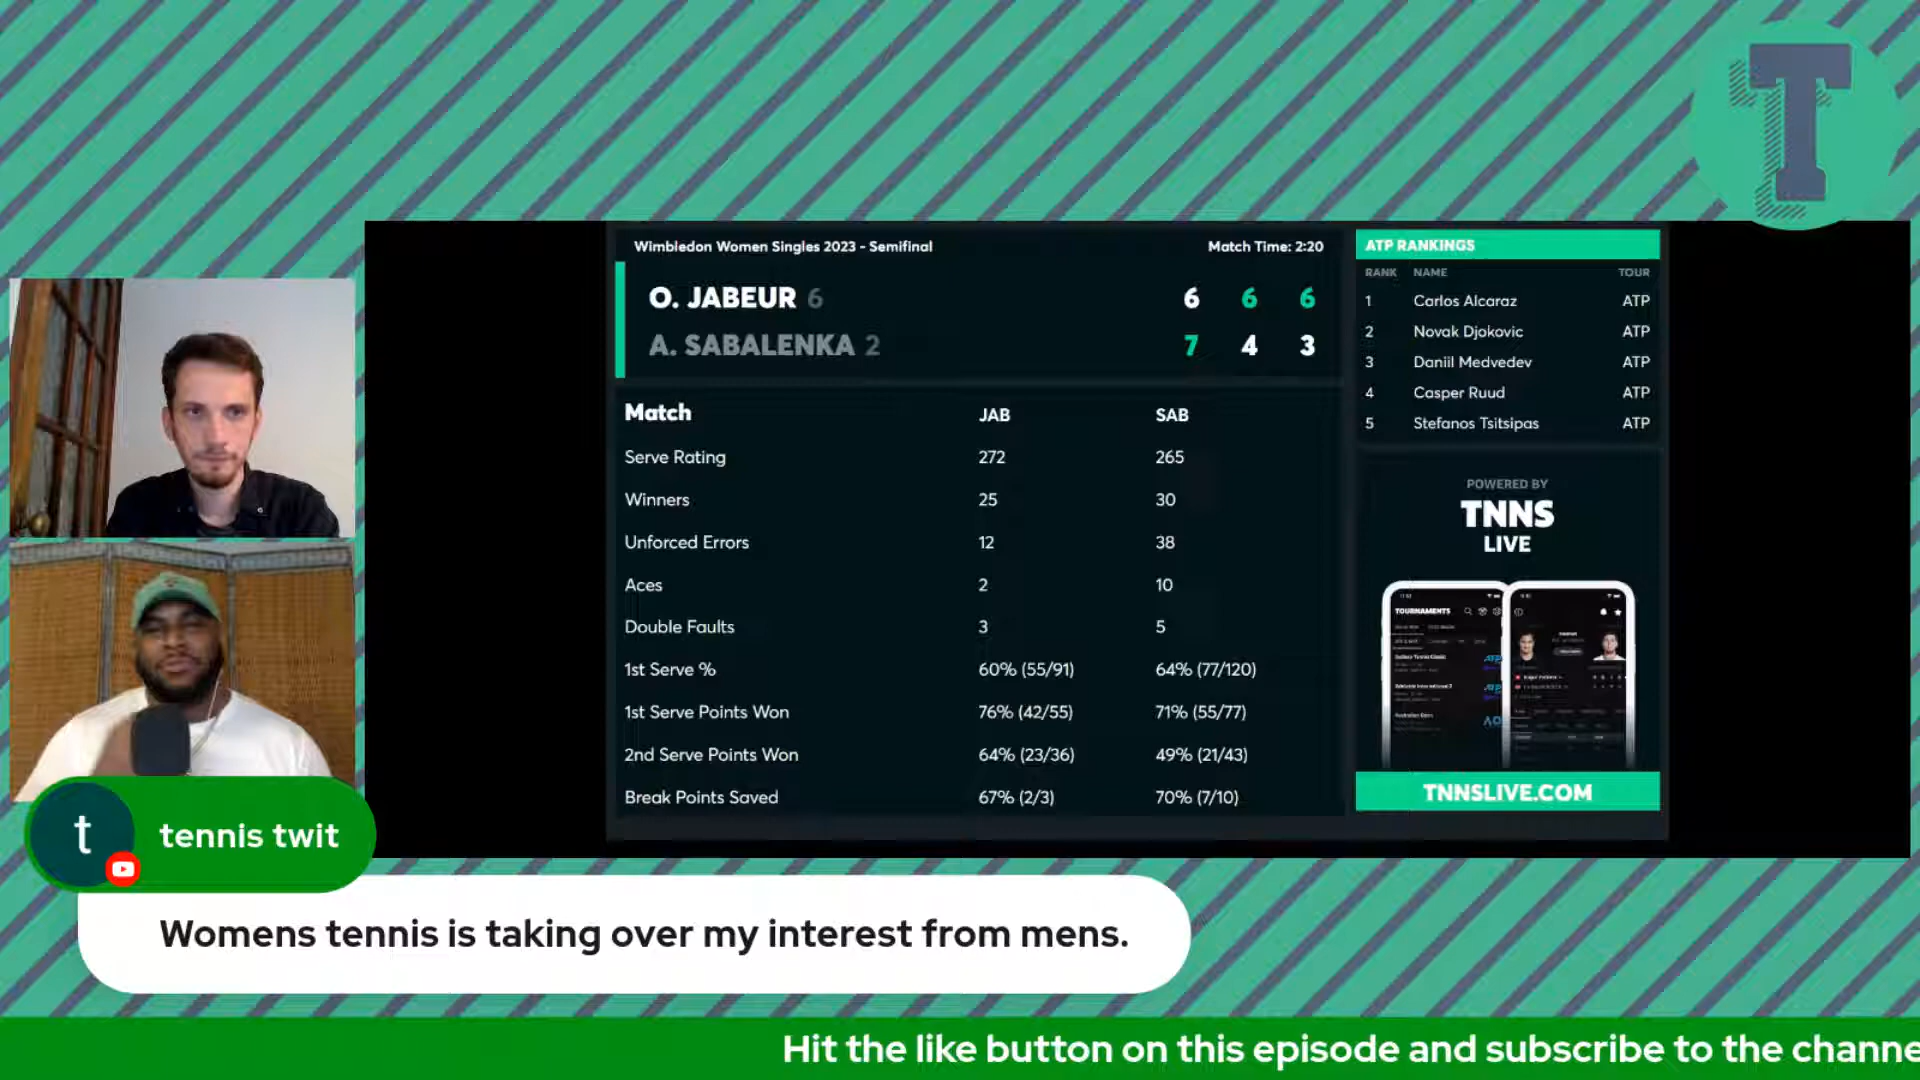 T
Wimbledon Women Singles 2023 - Semifinal
Match Time: 2:20
O. JABEUR 6 6 6 6
A. SABALENKA 2 7 4 3
Match JAB SAB
Serve Rating 272 265
Winners 25 30
Unforced Errors 12 38
Aces 2 10
Double Faults 3 5
1st Serve % 60% (55/91) 64% (77/120)
1st Serve Points Won 76% (42/55) 71% (55/77)
2nd Serve Points Won 64% (23/36) 49% (21/43)
Break Points Saved 67% (2/3) 70% (7/10)
ATP RANKINGS
RANK NAME TOUR
1 Carlos Alcaraz ATP
2 Novak Djokovic ATP
3 Daniil Medvedev ATP
4 Casper Ruud ATP
5 Stefanos Tsitsipas ATP
POWERED BY
TNNS
LIVE
TOURNAMENTS
TNNSLIVE.COM
t
tennis twit
Womens tennis is taking over my interest from mens.
Hit the like button on this episode and subscribe to the channe